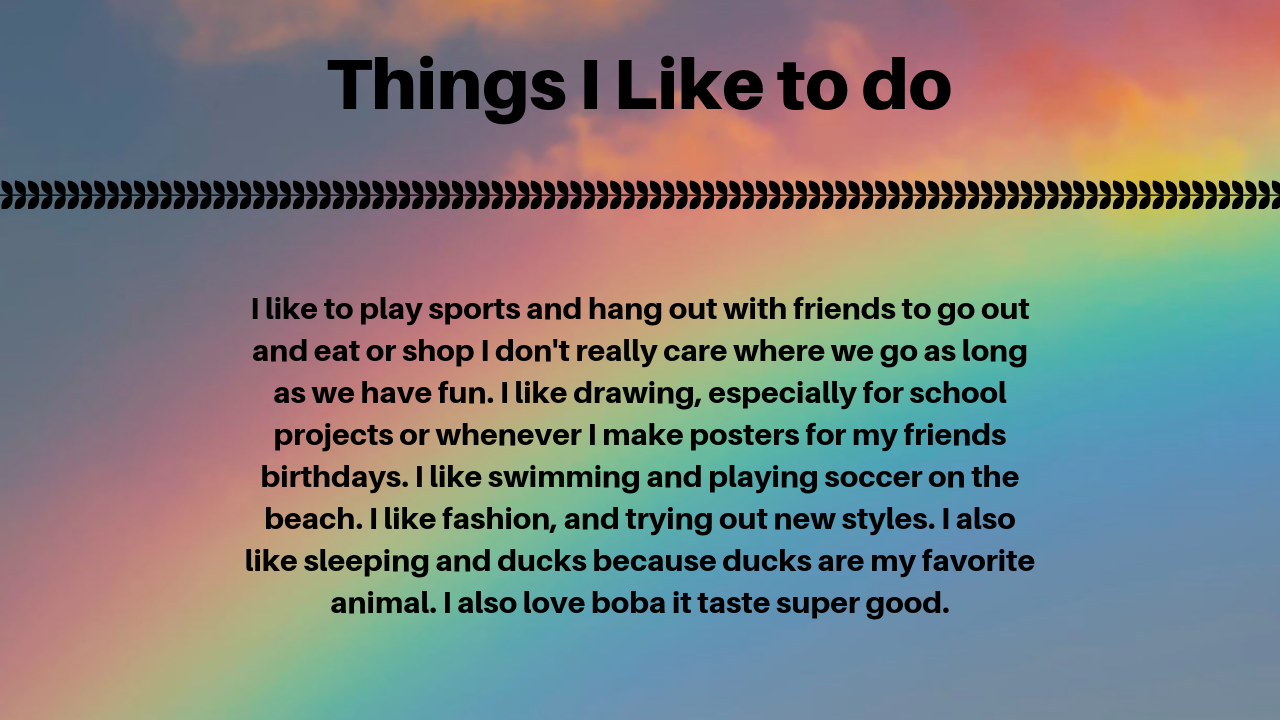 Things I Like to do
I like to play sports and hang out with friends to go out
and eat or shop I don't really care where we go as long
as we have fun. I like drawing, especially for school
projects or whenever I make posters for my friends
birthdays. I like swimming and playing soccer on the
beach. I like fashion, and trying out new styles. I also
like sleeping and ducks because ducks are my favorite
animal. I also love boba it taste super good.